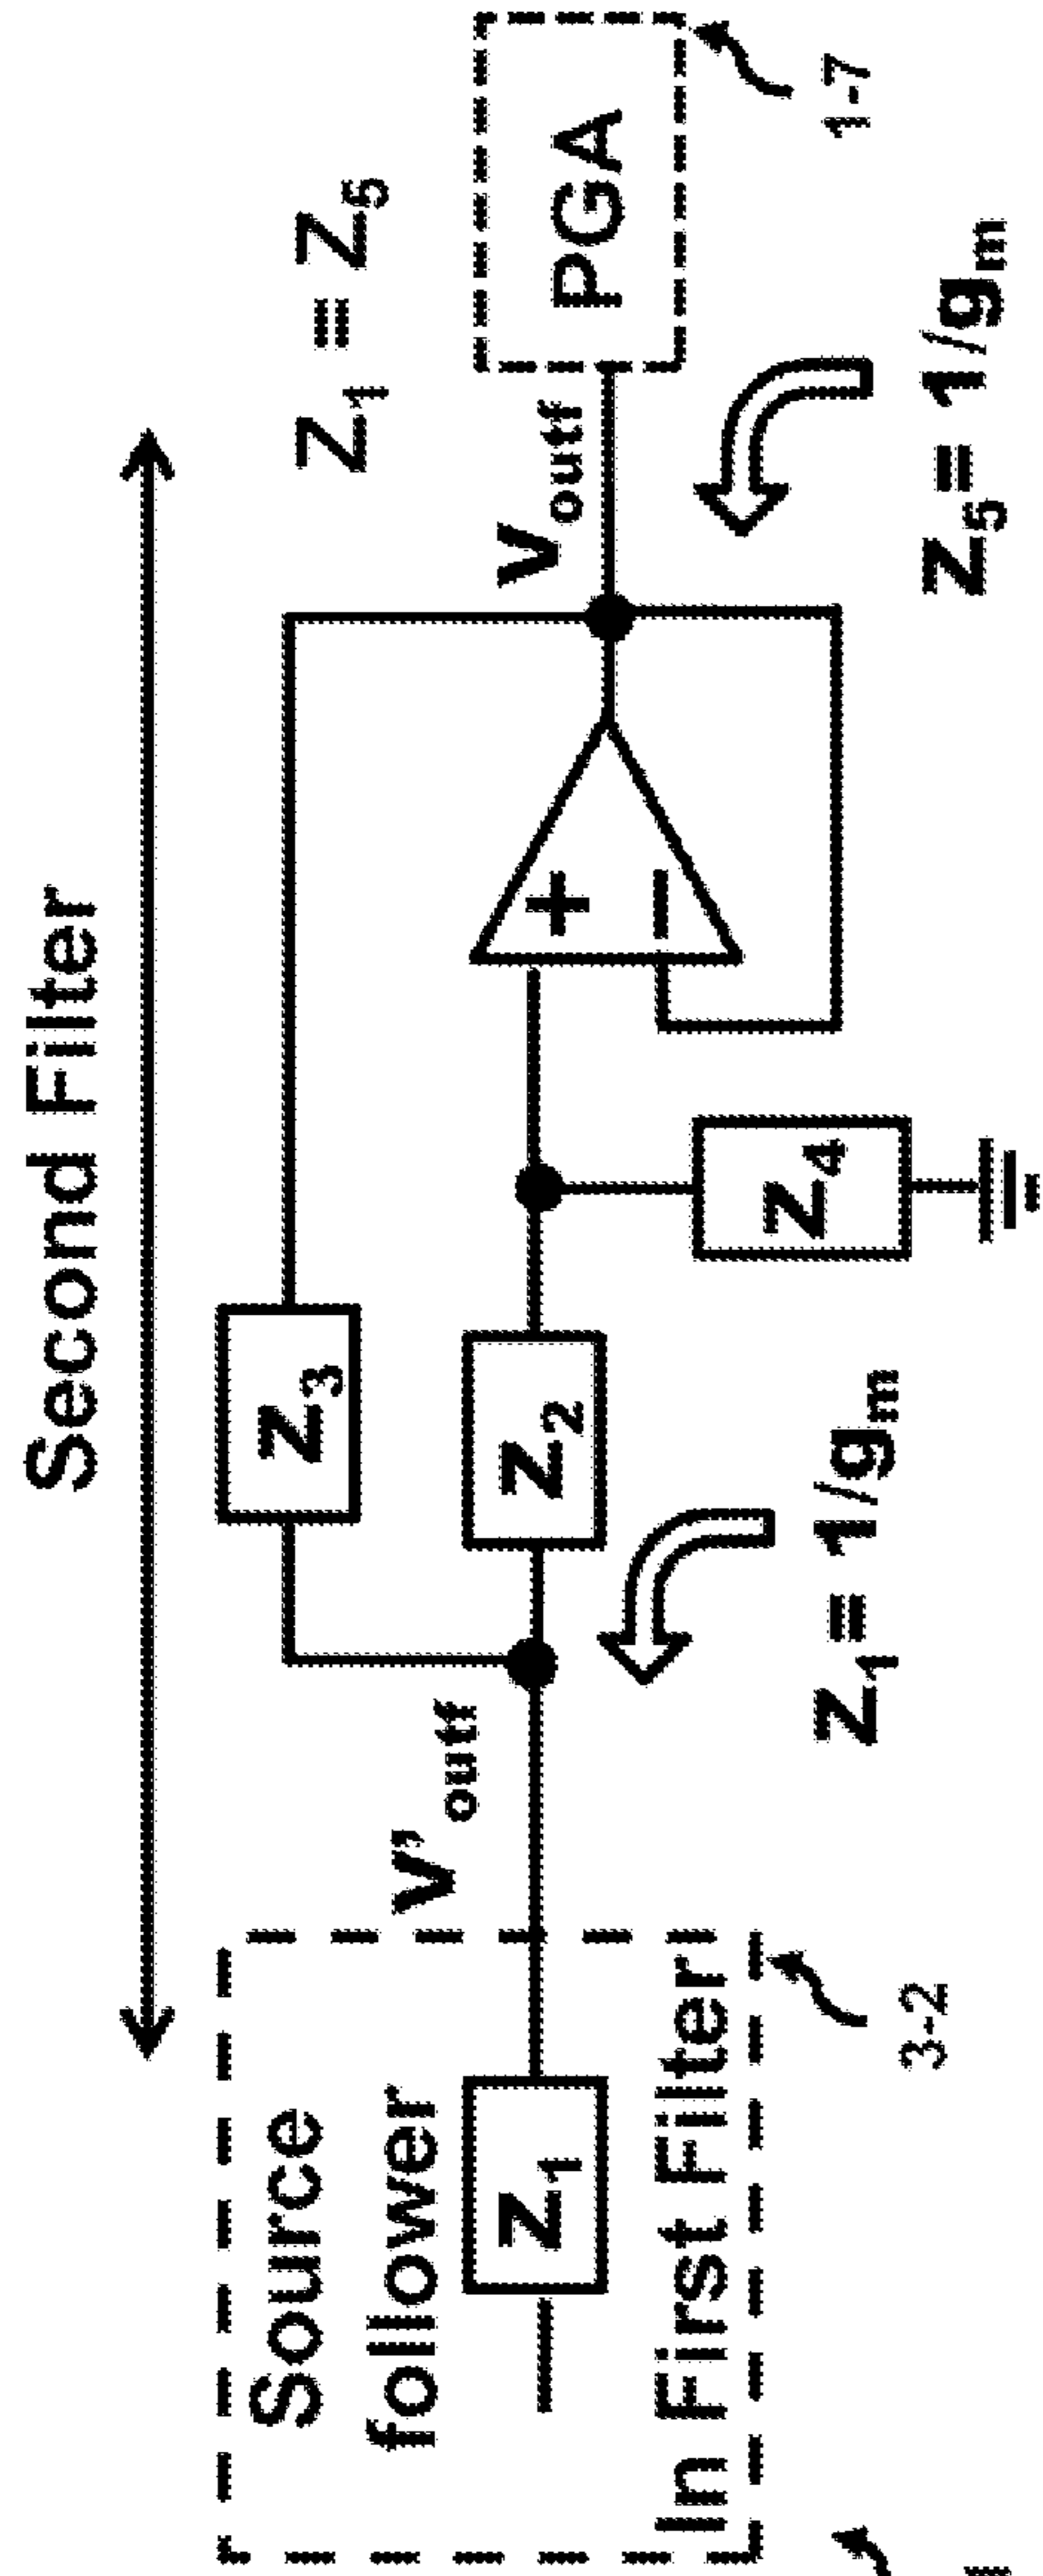 Second Filter
Z1 = Z5
Source
follower
Z1
In First Filter
3-2
V'outf
Z3
Z2
Z1 = 1/gm
Z4
+
−
Voutf
Z5 = 1/gm
PGA
1-7